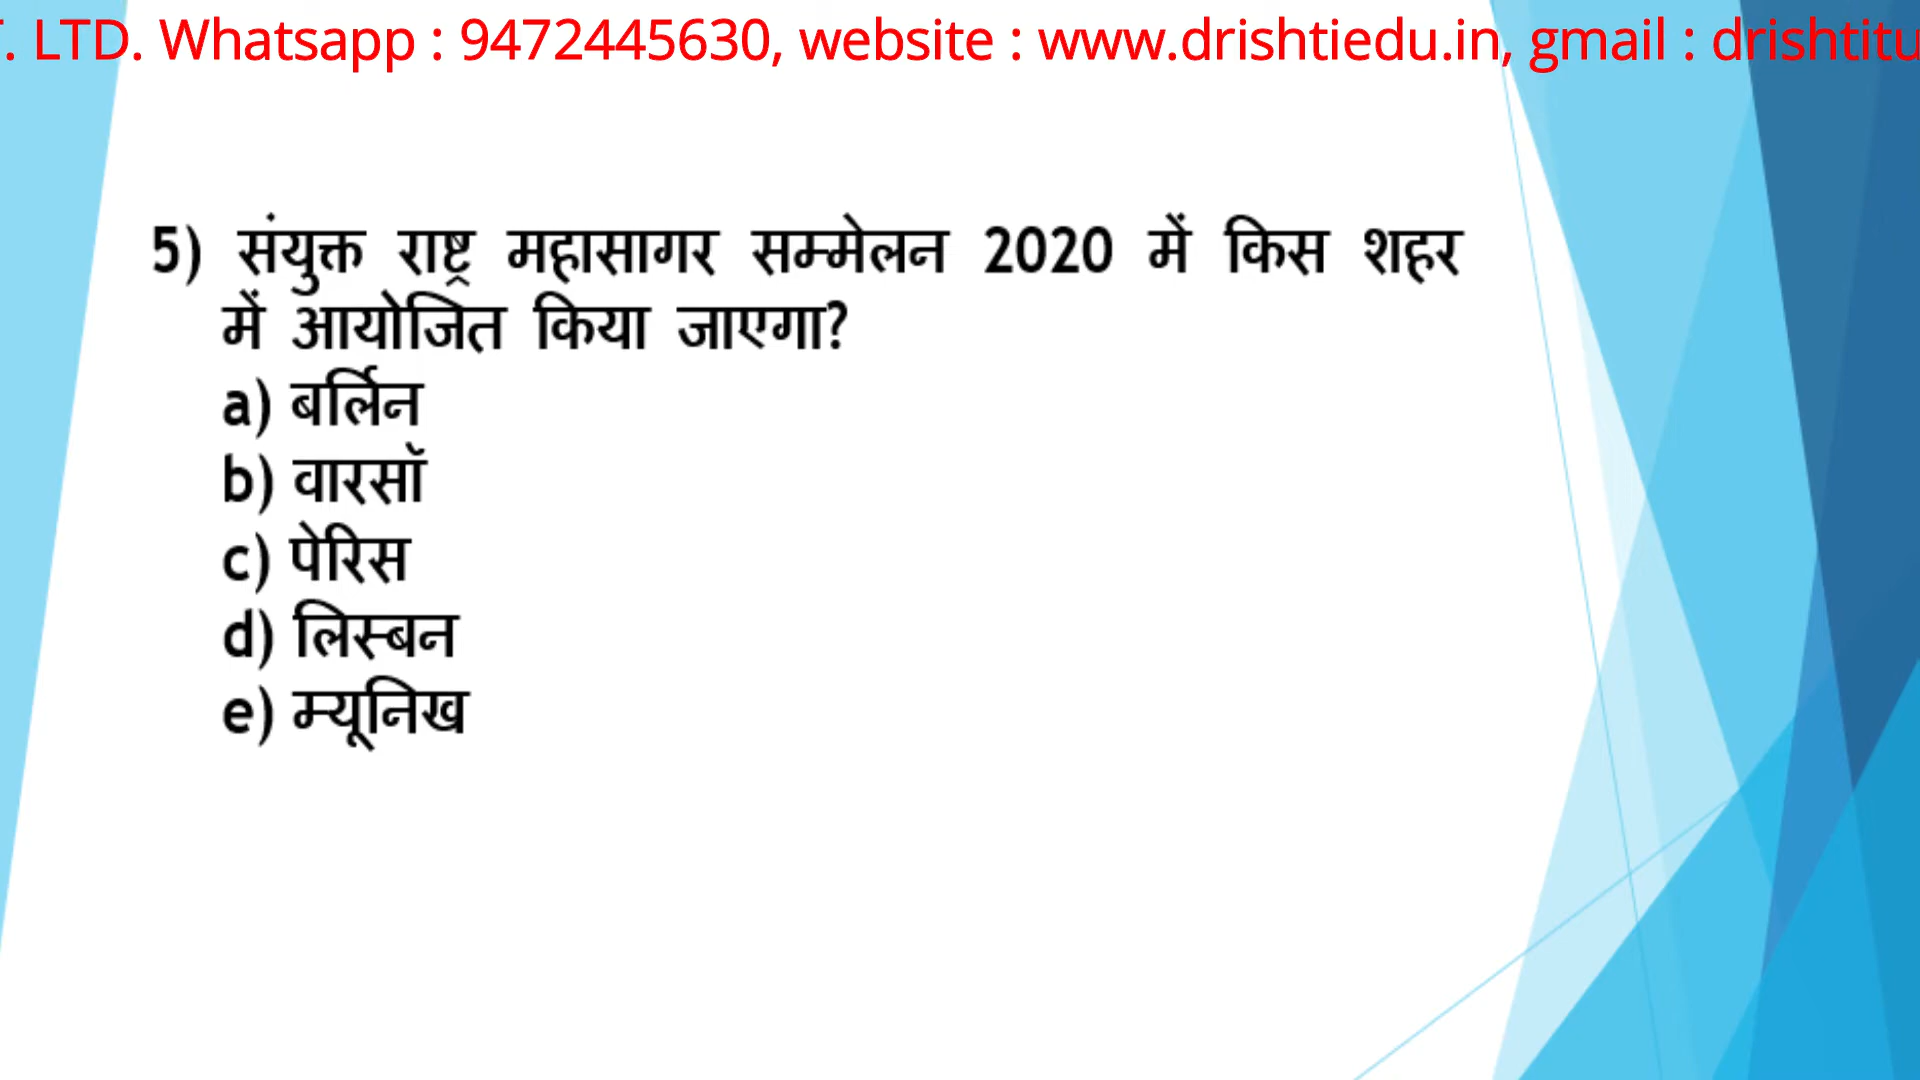 . LTD. Whatsapp : 9472445630, website : www.drishtiedu.in, gmail : drishtitu
5) संयुक्त राष्ट्र महासागर सम्मेलन 2020 में किस शहर
में आयोजित किया जाएगा?
a) बर्लिन
b) वारसॉ
c) पेरिस
d) लिस्बन
e) म्यूनिख